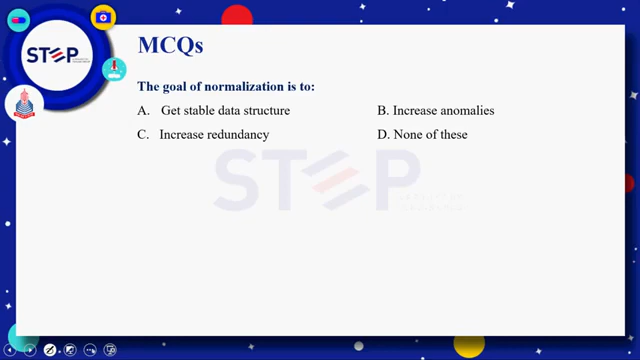 STEP
MCQs
The goal of normalization is to:
A. Get stable data structure
B. Increase anomalies
C. Increase redundancy
D. None of these
STEP